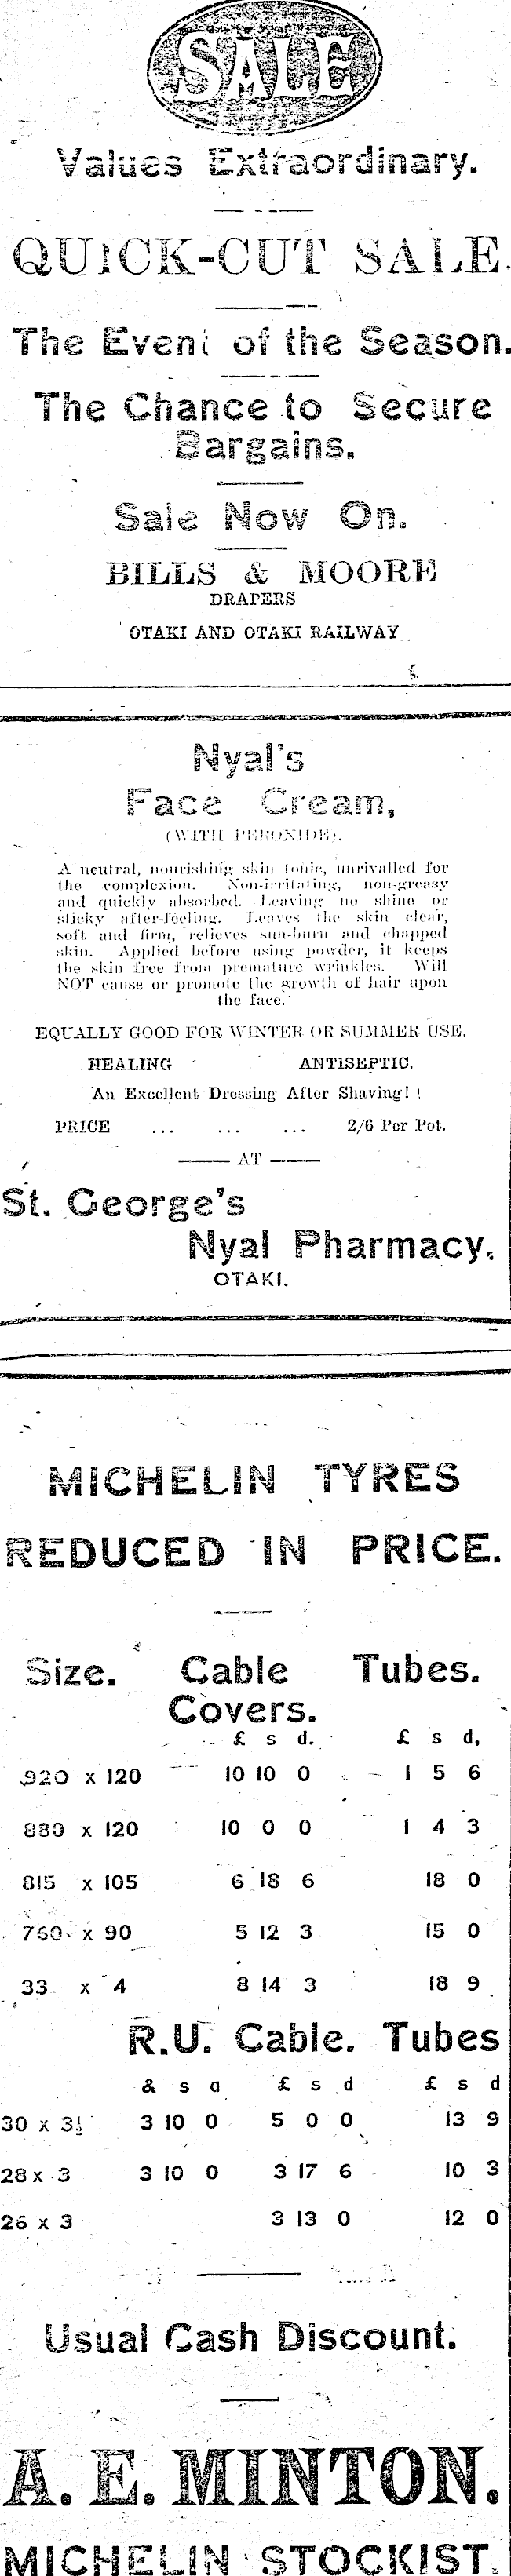 SALE
Values Extraordinary.
QUICK-CUT SALE.
The Event of the Season.
The Chance to Secure
Bargains.
Sale Now On.
BILLS & MOORE
DRAPERS
OTAKI AND OTAKI RAILWAY
Nyal's
Face Cream,
(WITH PEROXIDE).
A neutral, nourishing skin tonic, unrivalled for
the complexion. Non-irritating, non-greasy
and quickly absorbed. Leaving no shine or
sticky after-feeling. Leaves the skin clear,
soft and firm, relieves sun-burn and chapped
skin. Applied before using powder, it keeps
the skin free from premature wrinkles. Will
NOT cause or promote the growth of hair upon
the face.
EQUALLY GOOD FOR WINTER OR SUMMER USE.
HEALING ANTISEPTIC.
An Excellent Dressing After Shaving! !
PRICE ... ... ... 2/6 Per Pot.
AT
St. George's
Nyal Pharmacy.
OTAKI.
MICHELIN TYRES
REDUCED IN PRICE.
Size. Cable Tubes.
Covers.
£ s d. £ s d,
920 x 120 10 10 0 1 5 6
880 x 120 10 0 0 1 4 3
815 x 105 6 18 6 18 0
760 x 90 5 12 3 15 0
33 x 4 8 14 3 18 9
R.U. Cable. Tubes
& s d £ s d £ s d
30 x 3½ 3 10 0 5 0 0 13 9
28 x 3 3 10 0 3 17 6 10 3
26 x 3 3 13 0 12 0
Usual Cash Discount.
A. E. MINTON.
MICHELIN STOCKIST.